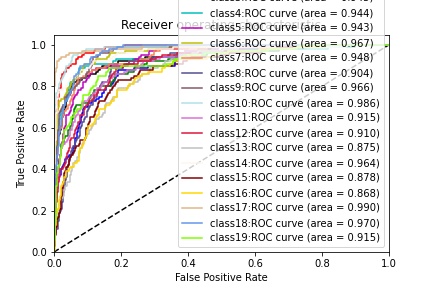 Receiver
class4:ROC curve (area = 0.944)
class5:ROC curve (area = 0.943)
class6:ROC curve (area = 0.967)
class7:ROC curve (area = 0.948)
class8:ROC curve (area = 0.904)
class9:ROC curve (area = 0.966)
class10:ROC curve (area = 0.986)
class11:ROC curve (area = 0.915)
class12:ROC curve (area = 0.910)
class13:ROC curve (area = 0.875)
class14:ROC curve (area = 0.964)
class15:ROC curve (area = 0.878)
class16:ROC curve (area = 0.868)
class17:ROC curve (area = 0.990)
class18:ROC curve (area = 0.970)
class19:ROC curve (area = 0.915)
True Positive Rate
1.0
0.8
0.6
0.4
0.2
0.0
0.0 0.2 0.4 0.6 0.8 1.0
False Positive Rate